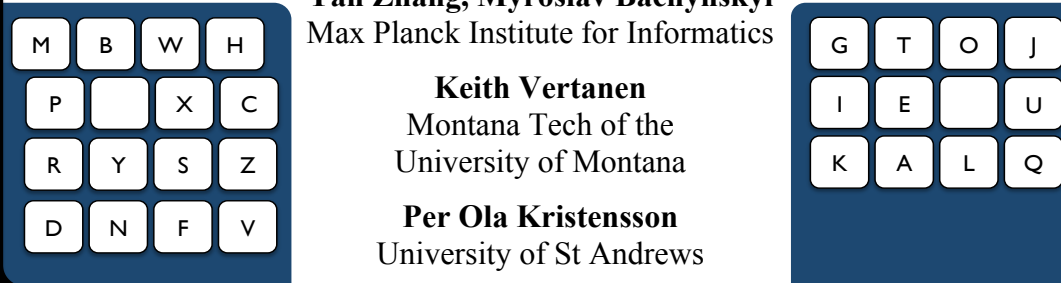 Max Planck Institute for Informatics
Keith Vertanen
Montana Tech of the
University of Montana
Per Ola Kristensson
University of St Andrews
M B W H
P X C
R Y S Z
D N F V
G T O J
I E U
K A L Q